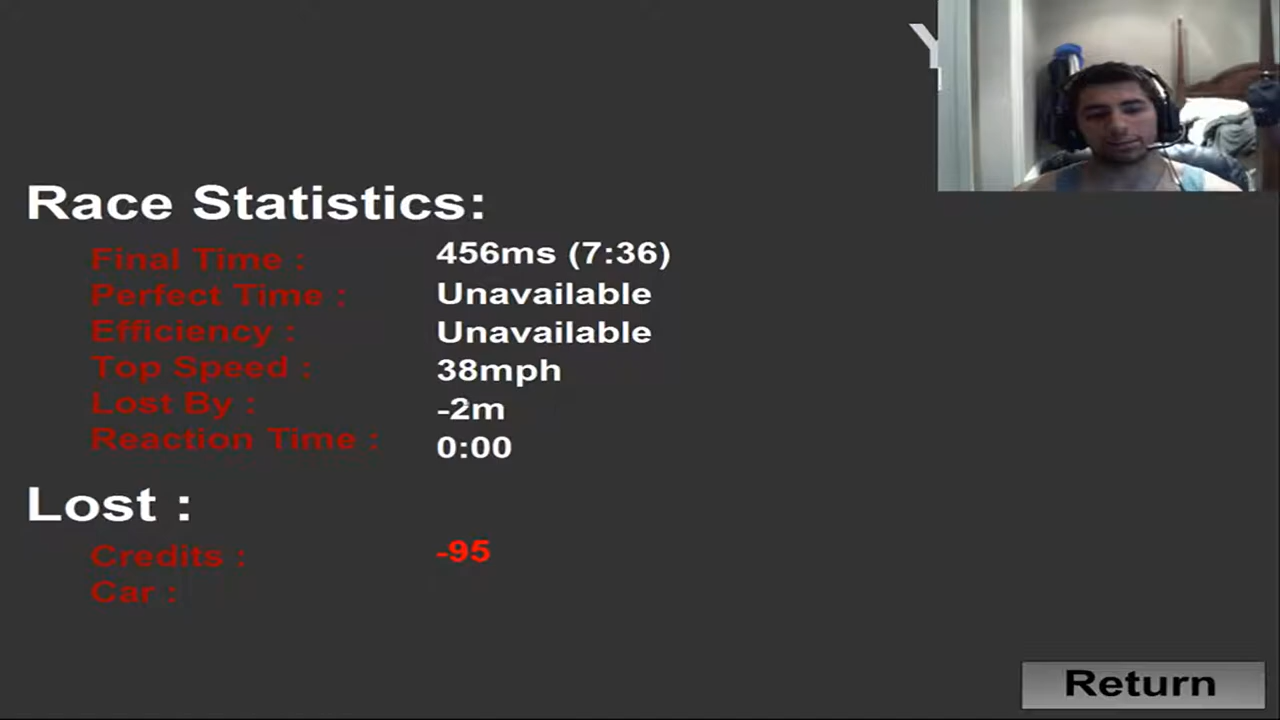 Race Statistics:
Final Time : 456ms (7:36)
Perfect Time : Unavailable
Efficiency : Unavailable
Top Speed : 38mph
Lost By : -2m
Reaction Time : 0:00
Lost :
Credits : -95
Car :
Return